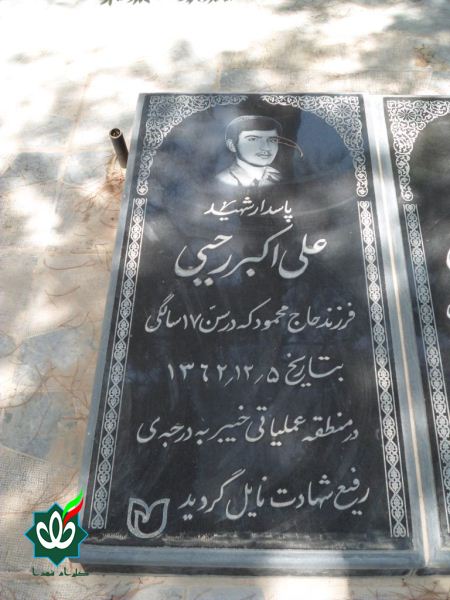 پاسدار شهید
علی اکبر رحیمی
فرزند حاج محمود که در سن ۱۷ سالگی
بتاریخ ۵ ,۱۲ ,۱۳۶۲
در منطقه عملیاتی خیبر به درجه ی
رفیع شهادت نایل گردید